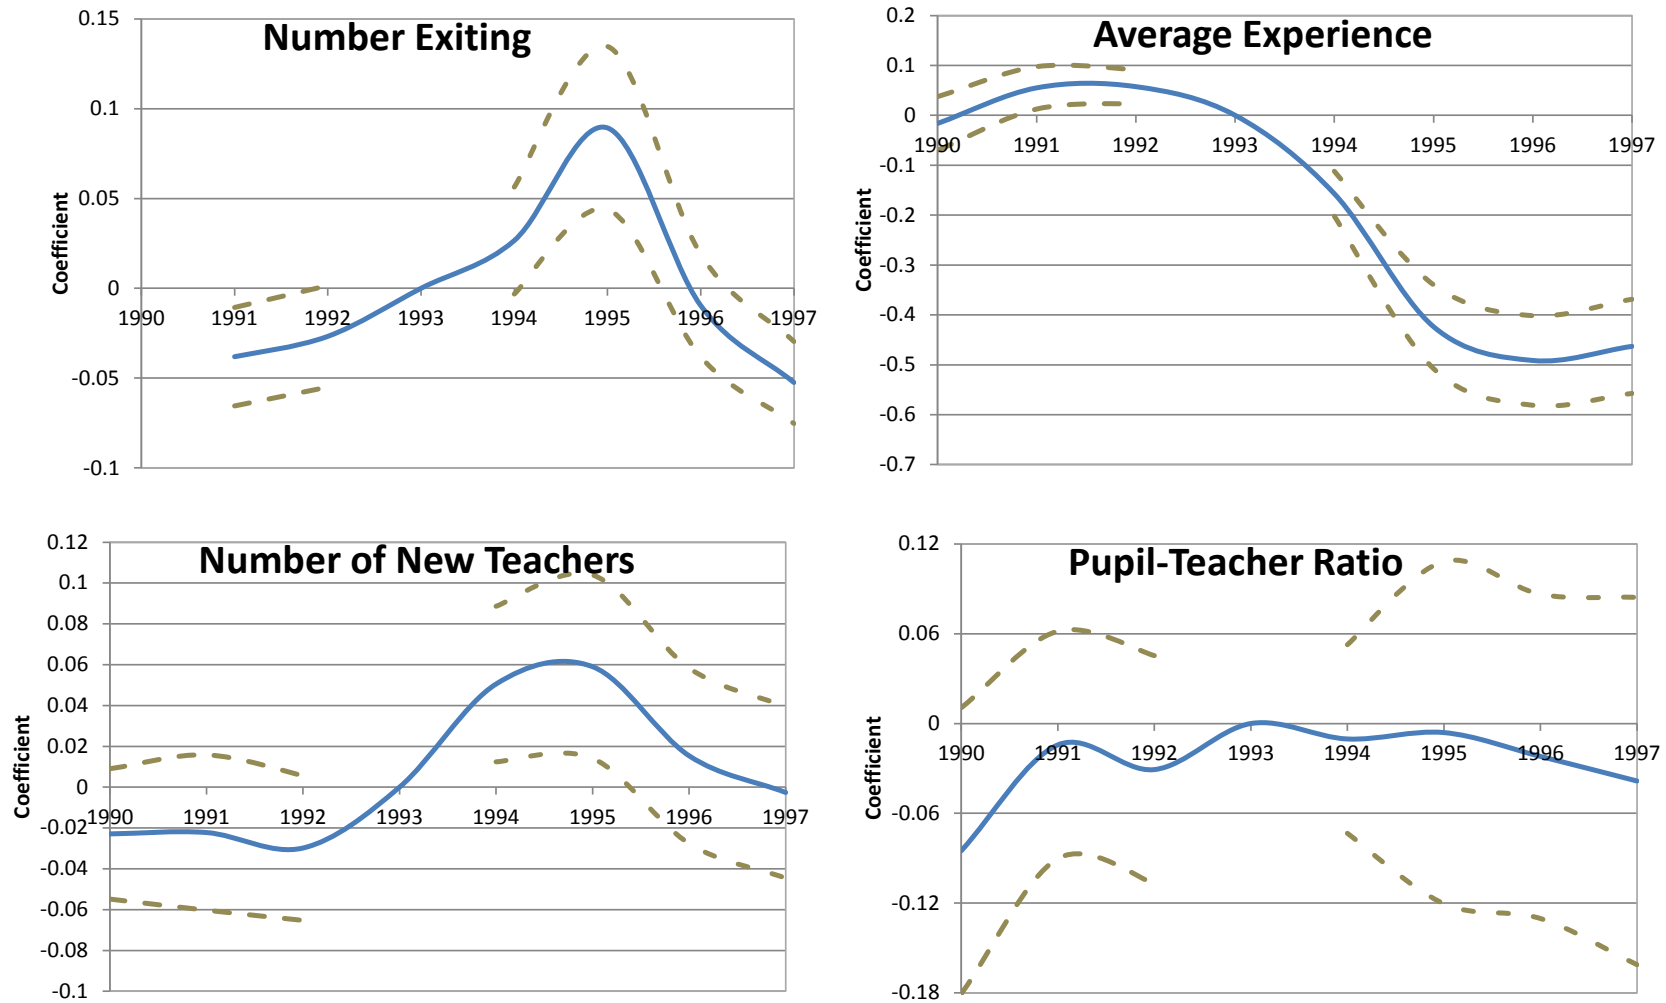 Number Exiting
0.15
0.1
0.05
0
-0.05
-0.1
Coefficient
1990 1991 1992 1993 1994 1995 1996 1997
Average Experience
0.2
0.1
0
-0.1
-0.2
-0.3
-0.4
-0.5
-0.6
-0.7
Coefficient
1990 1991 1992 1993 1994 1995 1996 1997
Number of New Teachers
0.12
0.1
0.08
0.06
0.04
0.02
0
-0.02
-0.04
-0.06
-0.08
-0.1
Coefficient
1990 1991 1992 1993 1994 1995 1996 1997
Pupil-Teacher Ratio
0.12
0.06
0
-0.06
-0.12
-0.18
Coefficient
1990 1991 1992 1993 1994 1995 1996 1997